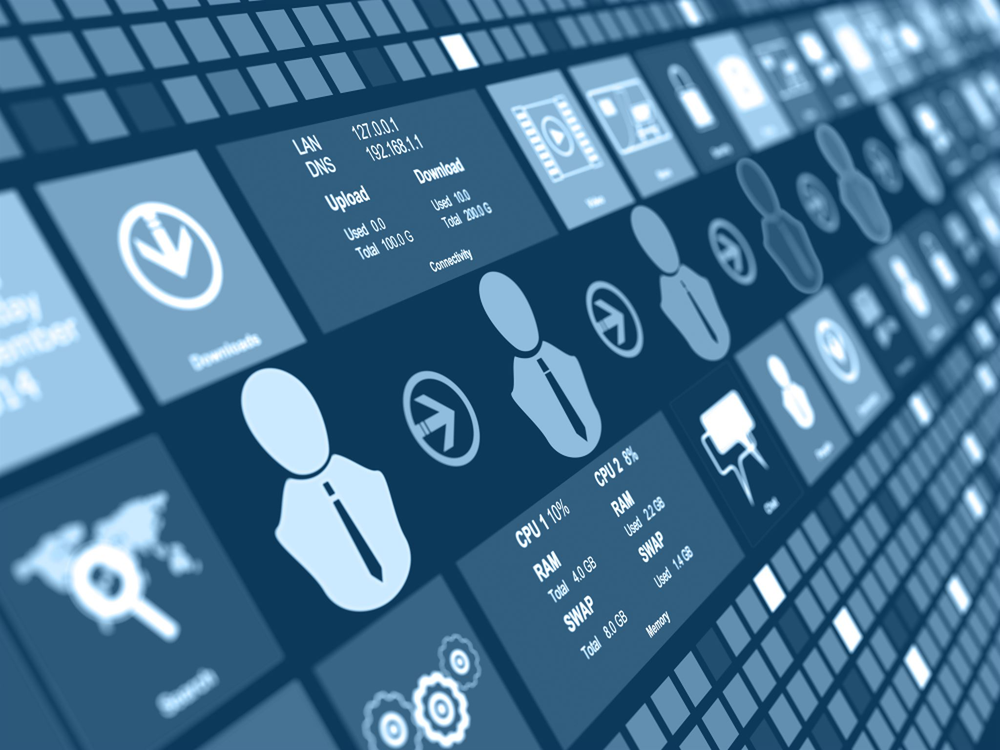 LAN 127.0.0.1
DNS 192.168.1.1
Upload Download
Used 0.0 Used 10.0
Total 100.0 G Total 200.0 G
Connectivity
Video
Downloads
14
Search
CPU 1 10% CPU 2 8%
RAM RAM
Total 4.0 GB Used 2.2 GB
SWAP SWAP
Total 8.0 GB Used 1.4 GB
Memory
Chat